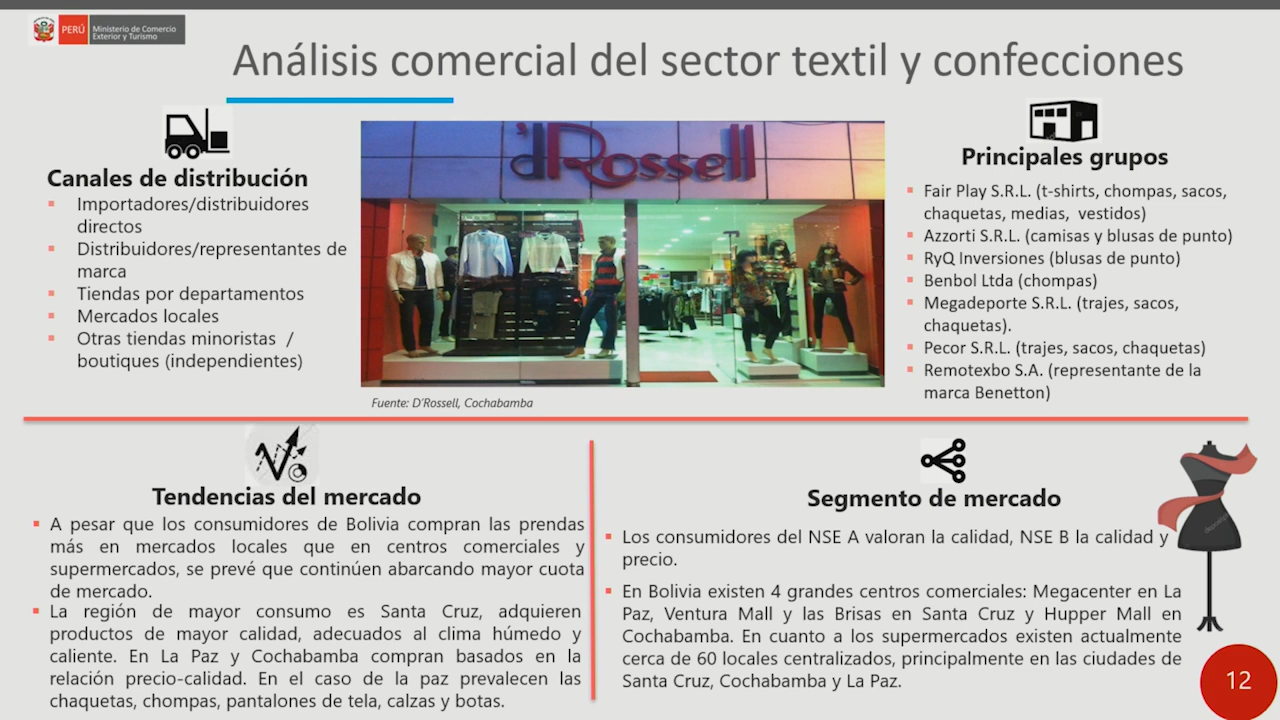 PERÚ
Ministerio de Comercio
Exterior y Turismo
Análisis comercial del sector textil y confecciones
Canales de distribución
▪ Importadores/distribuidores
directos
▪ Distribuidores/representantes de
marca
▪ Tiendas por departamentos
▪ Mercados locales
▪ Otras tiendas minoristas /
boutiques (independientes)
d'Rossell
Fuente: D'Rossell, Cochabamba
Principales grupos
▪ Fair Play S.R.L. (t-shirts, chompas, sacos,
chaquetas, medias, vestidos)
▪ Azzorti S.R.L. (camisas y blusas de punto)
▪ RyQ Inversiones (blusas de punto)
▪ Benbol Ltda (chompas)
▪ Megadeporte S.R.L. (trajes, sacos,
chaquetas).
▪ Pecor S.R.L. (trajes, sacos, chaquetas)
▪ Remotexbo S.A. (representante de la
marca Benetton)
Tendencias del mercado
▪ A pesar que los consumidores de Bolivia compran las prendas
más en mercados locales que en centros comerciales y
supermercados, se prevé que continúen abarcando mayor cuota
de mercado.
▪ La región de mayor consumo es Santa Cruz, adquieren
productos de mayor calidad, adecuados al clima húmedo y
caliente. En La Paz y Cochabamba compran basados en la
relación precio-calidad. En el caso de la paz prevalecen las
chaquetas, chompas, pantalones de tela, calzas y botas.
Segmento de mercado
▪ Los consumidores del NSE A valoran la calidad, NSE B la calidad y
precio.
▪ En Bolivia existen 4 grandes centros comerciales: Megacenter en La
Paz, Ventura Mall y las Brisas en Santa Cruz y Hupper Mall en
Cochabamba. En cuanto a los supermercados existen actualmente
cerca de 60 locales centralizados, principalmente en las ciudades de
Santa Cruz, Cochabamba y La Paz.
12